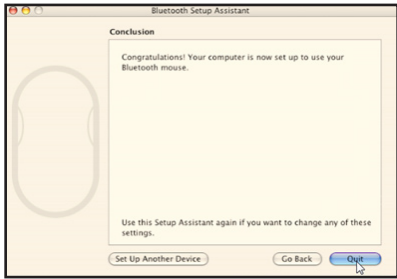 Bluetooth Setup Assistant
Conclusion
Congratulations! Your computer is now set up to use your
Bluetooth mouse.
Use this Setup Assistant again if you want to change any of these
settings.
Set Up Another Device
Go Back
Quit